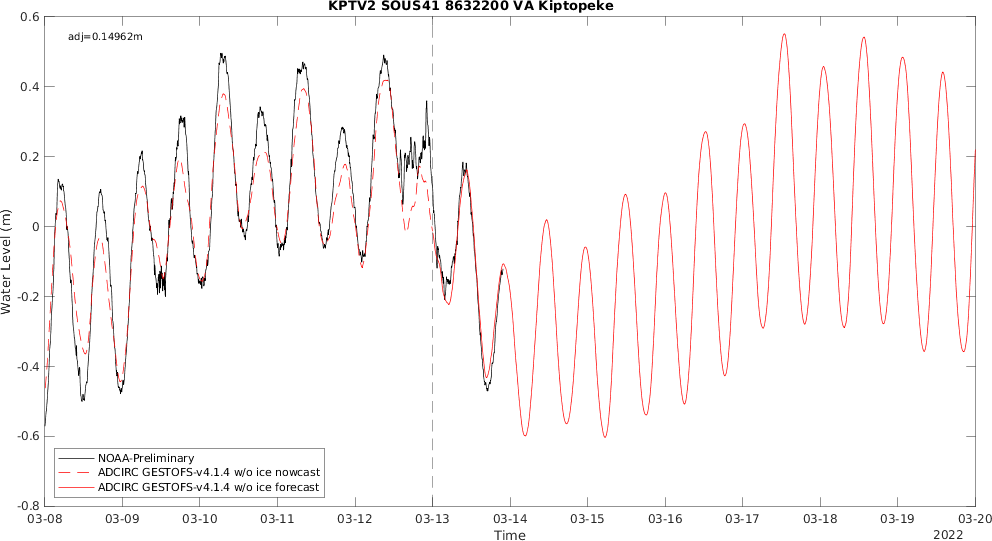 KPTV2 SOUS41 8632200 VA Kiptopeke
adj=0.14962m
Water Level (m)
0.6
0.4
0.2
0
-0.2
-0.4
-0.6
-0.8
NOAA-Preliminary
ADCIRC GESTOFS-v4.1.4 w/o ice nowcast
ADCIRC GESTOFS-v4.1.4 w/o ice forecast
03-08 03-09 03-10 03-11 03-12 03-13 03-14 03-15 03-16 03-17 03-18 03-19 03-20
Time
2022